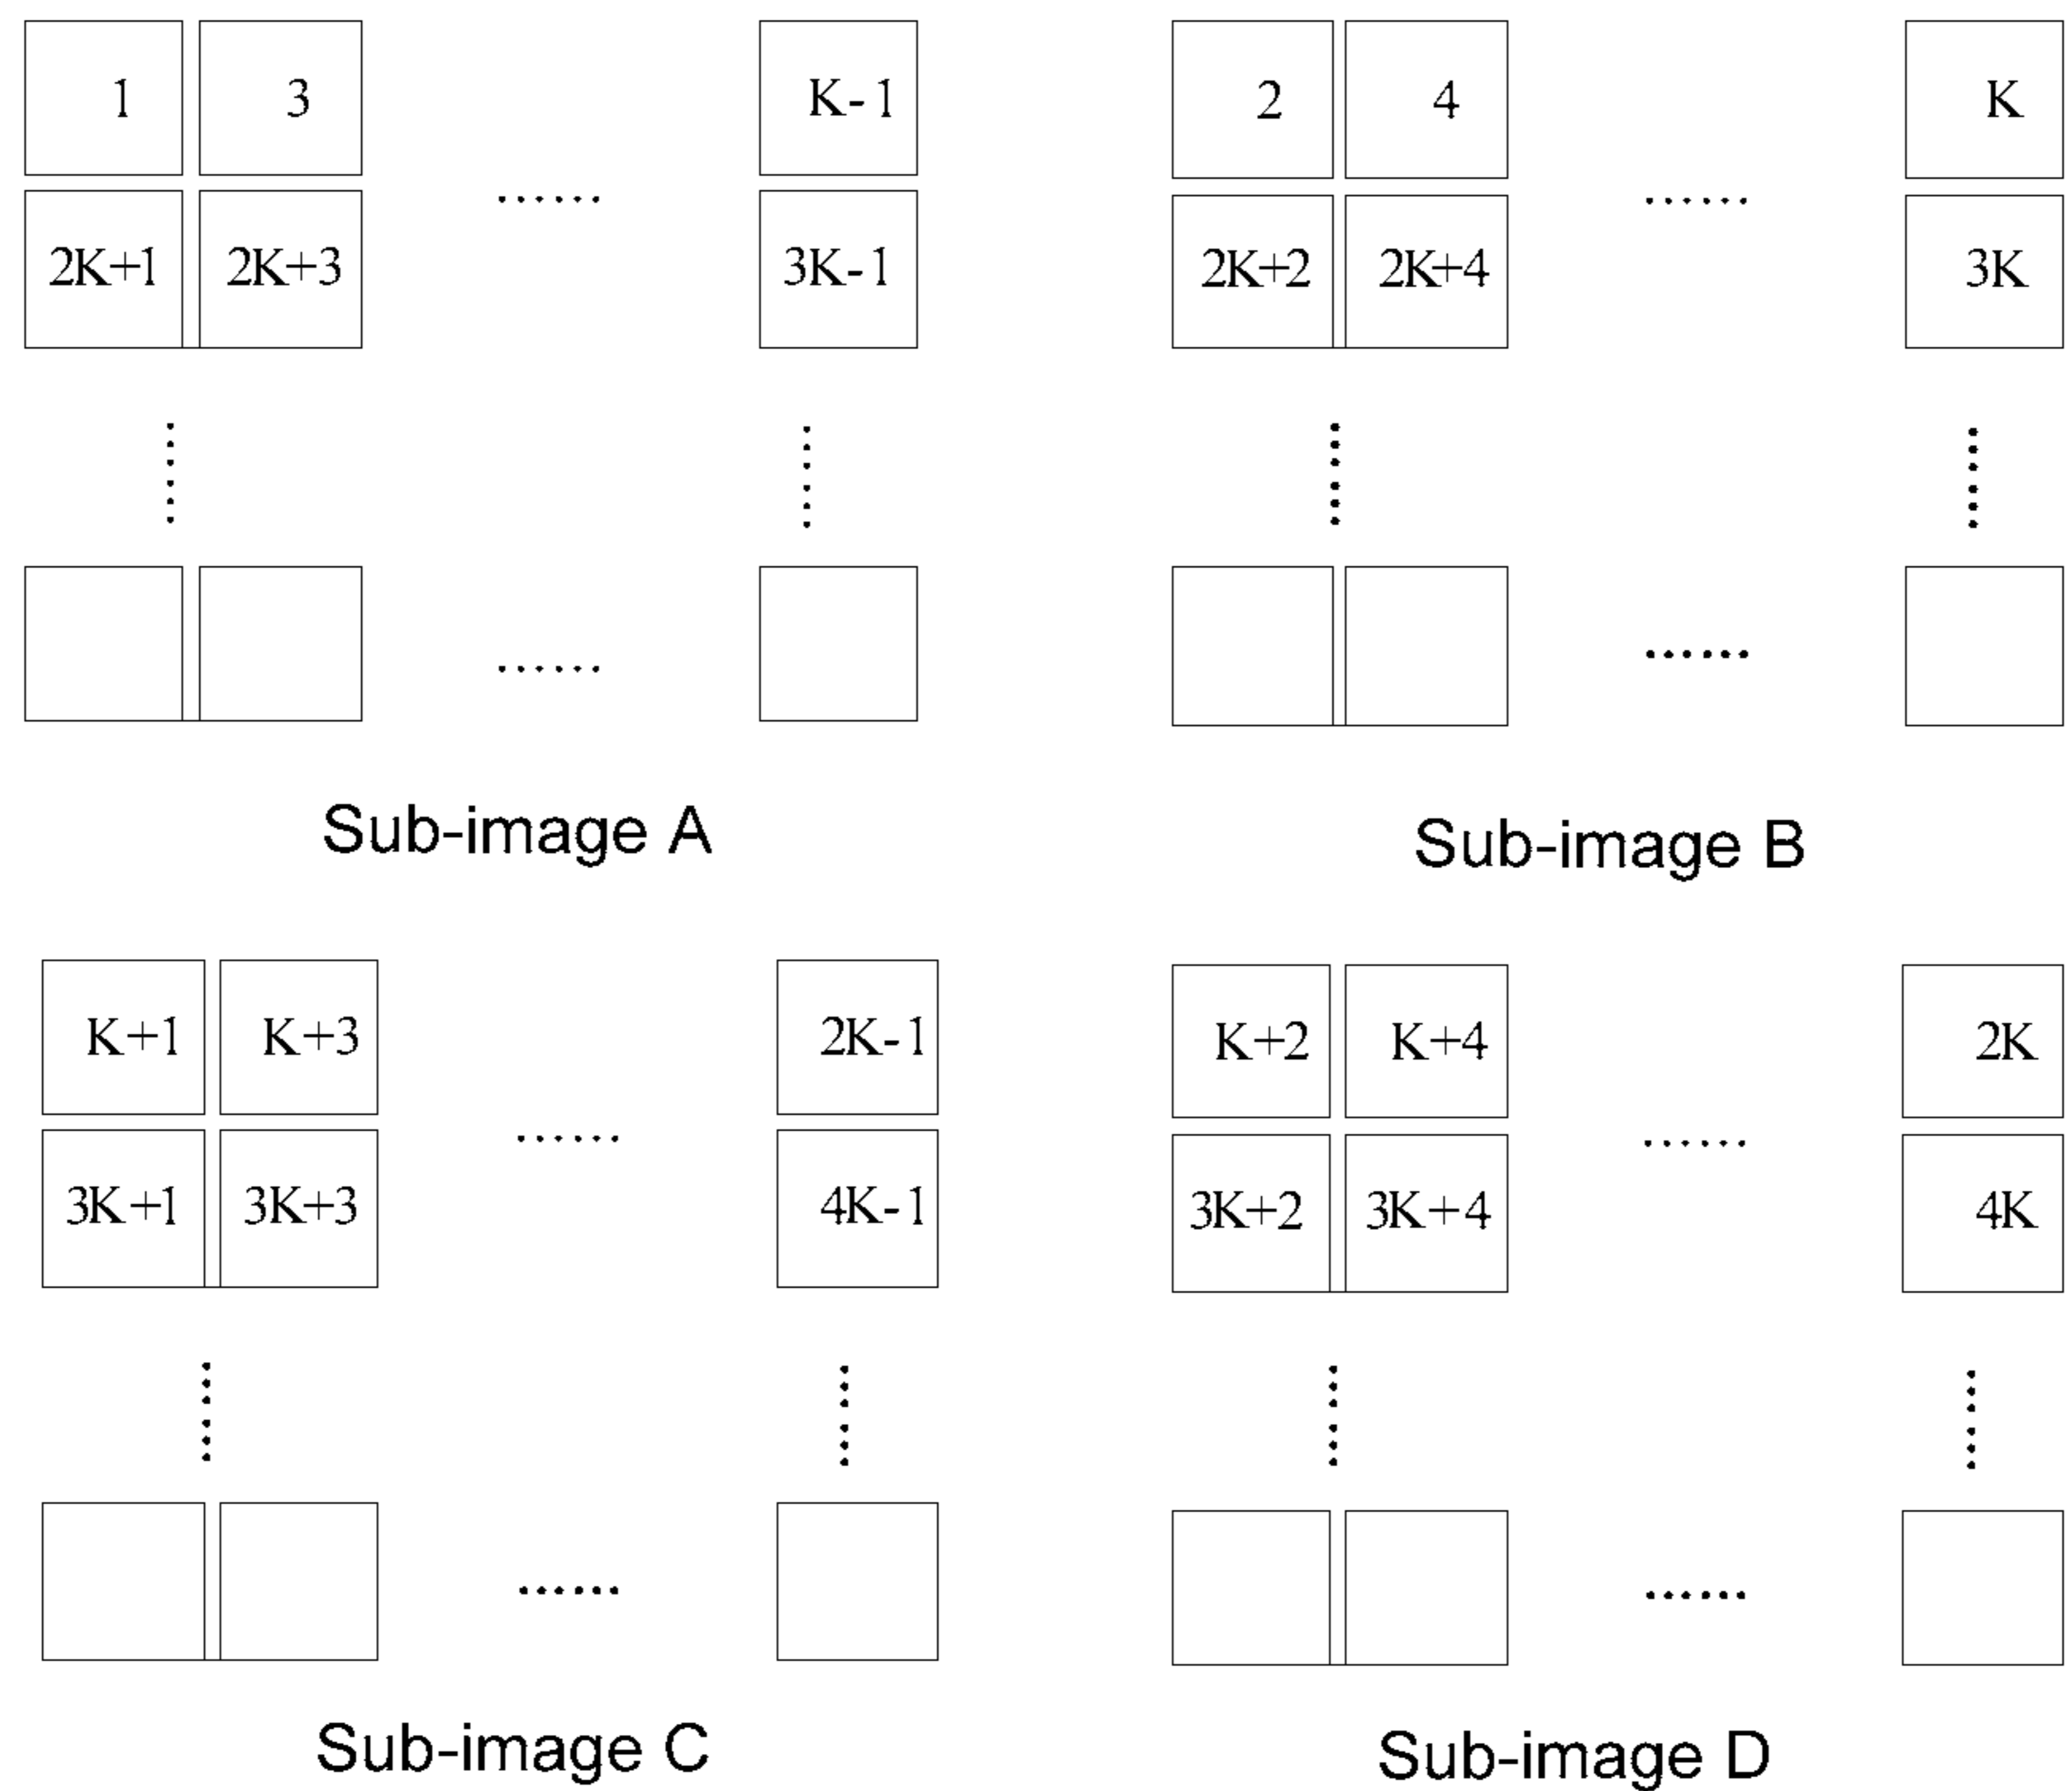 1 3 ...... K-1
2K+1 2K+3 3K-1
......
Sub-image A
2 4 ...... K
2K+2 2K+4 3K
......
Sub-image B
K+1 K+3 ...... 2K-1
3K+1 3K+3 4K-1
......
Sub-image C
K+2 K+4 ...... 2K
3K+2 3K+4 4K
......
Sub-image D